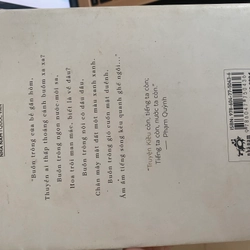 "Buồn trông cửa bể gần hôm,
Thuyền ai thấp thoáng cánh buồm xa xa?
Buồn trông ngọn nước mới sa,
Hoa trôi man mác, biết là về đâu?
Buồn trông nội cỏ dàu dàu,
Chân mây mặt đất một màu xanh xanh.
Buồn trông gió cuốn mặt duềnh,
Ầm ầm tiếng sóng kêu quanh ghế ngồi..."
"Truyện Kiều còn, tiếng ta còn,
Tiếng ta còn, nước ta còn."
Phạm Quỳnh